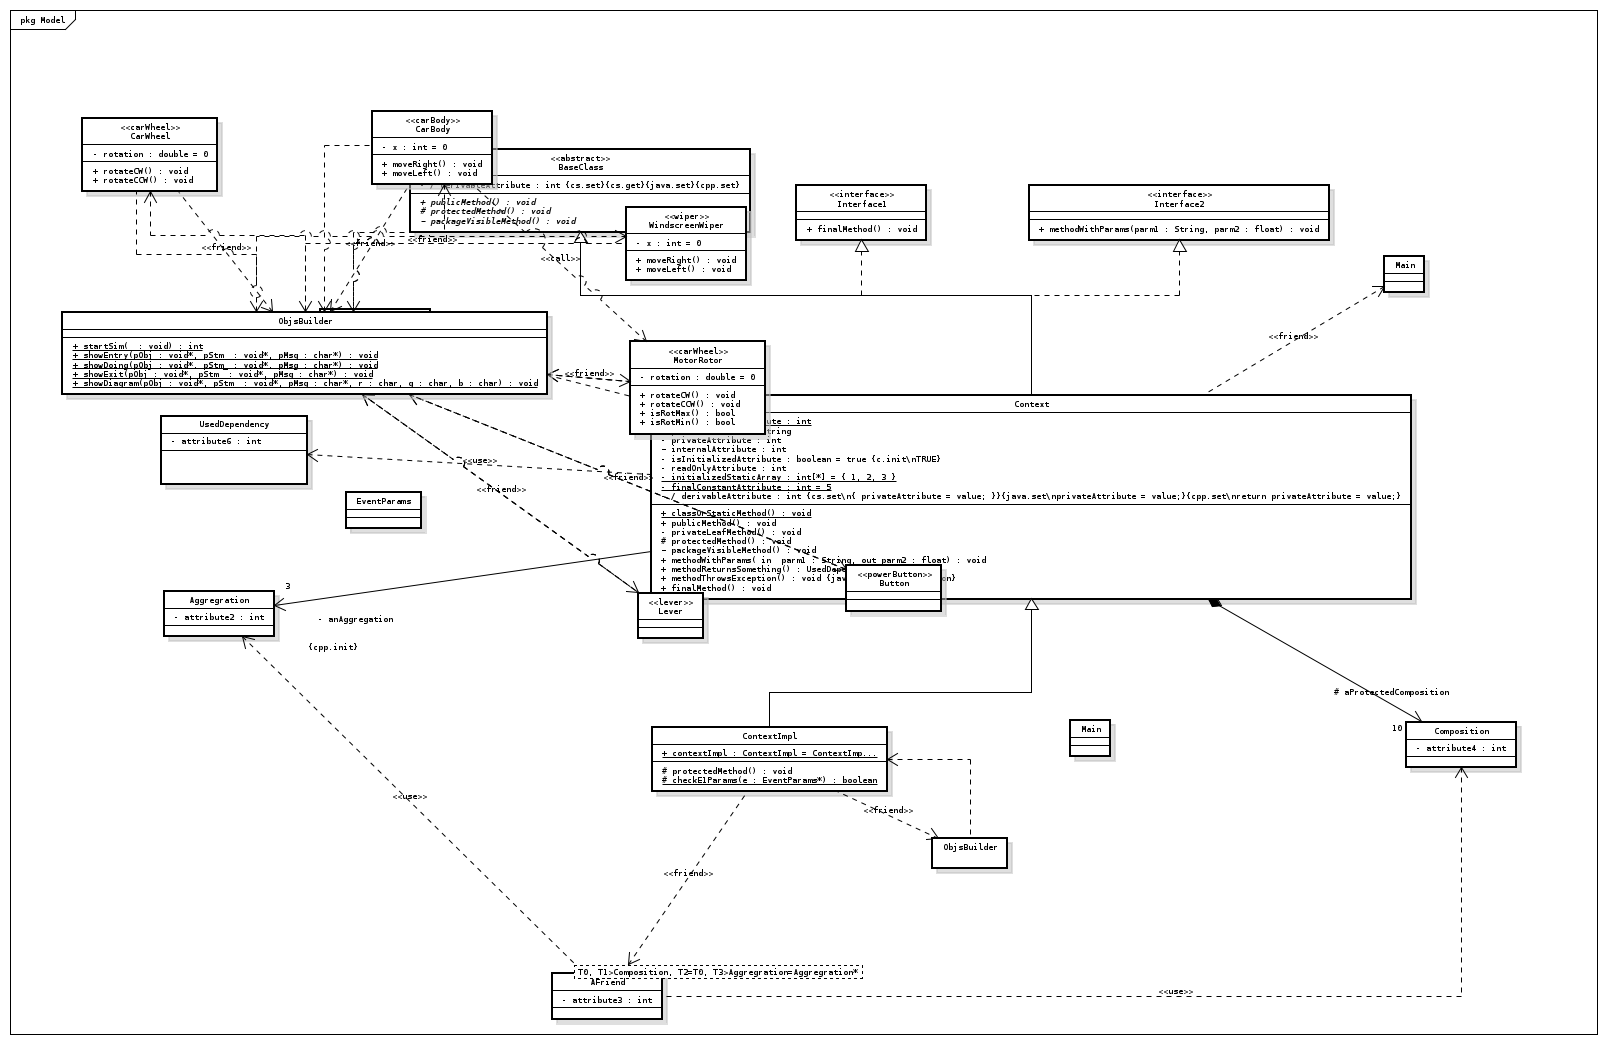 pkg Model
<<carWheel>>
CarWheel
- rotation : double = 0
+ rotateCW() : void
+ rotateCCW() : void
<<carBody>>
CarBody
- x : int = 0
+ moveRight() : void
+ moveLeft() : void
<<abstract>>
BaseClass
derivableAttribute : int {cs.set}{cs.get}{java.set}{cpp.set}
+ publicMethod() : void
# protectedMethod() : void
~ packageVisibleMethod() : void
<<wiper>>
WindscreenWiper
- x : int = 0
+ moveRight() : void
+ moveLeft() : void
<<interface>>
Interface1
+ finalMethod() : void
<<interface>>
Interface2
+ methodWithParams(parm1 : String, parm2 : float) : void
Main
<<friend>>
<<friend>>
<<friend>>
<<call>>
<<friend>>
ObjsBuilder
+ startSim( _ : void) : int
+ showEntry(pObj : void*, pStm _ : void*, pMsg : char*) : void
+ showDoing(pObj : void*, pStm_ : void*, pMsg : char*) : void
+ showExit(pObj : void*, pStm_ : void*, pMsg : char*) : void
+ showDiagram(pObj : void*, pStm_ : void*, pMsg : char*, r : char, g : char, b : char) : void
<<friend>>
<<carWheel>>
MotorRotor
- rotation : double = 0
+ rotateCW() : void
+ rotateCCW() : void
+ isRotMax() : bool
+ isRotMin() : bool
Context
: int
- privateAttribute : int
~ internalAttribute : int
- isInitializedAttribute : boolean = true {c.init\nTRUE}
- readOnlyAttribute : int
- initializedStaticArray : int[*] = { 1, 2, 3 }
- finalConstantAttribute : int = 5
/ derivableAttribute : int {cs.set\n{ privateAttribute = value; }}{java.set\nprivateAttribute = value;}{cpp.set\nreturn privateAttribute = value;}
+ classOrStaticMethod() : void
+ publicMethod() : void
- privateLeafMethod() : void
# protectedMethod() : void
~ packageVisibleMethod() : void
+ methodWithParams( in  parm1 : String, out parm2 : float) : void
+ methodReturnsSomething() :
+ methodThrowsException() : void
+ finalMethod() : void
UsedDependency
- attribute6 : int
<<use>>
<<friend>>
<<friend>>
EventParams
<<powerButton>>
Button
<<lever>>
Lever
3
Aggregration
- attribute2 : int
- anAggregation
{cpp.init}
# aProtectedComposition
10
Composition
- attribute4 : int
ContextImpl
+ contextImpl : ContextImpl = ContextImp...
# protectedMethod() : void
# checkE1Params(e : EventParams*) : boolean
Main
<<use>>
<<friend>>
ObjsBuilder
<<friend>>
T0, T1>Composition, T2=T0, T3>Aggregration=Aggregration*
AFriend
- attribute3 : int
<<use>>